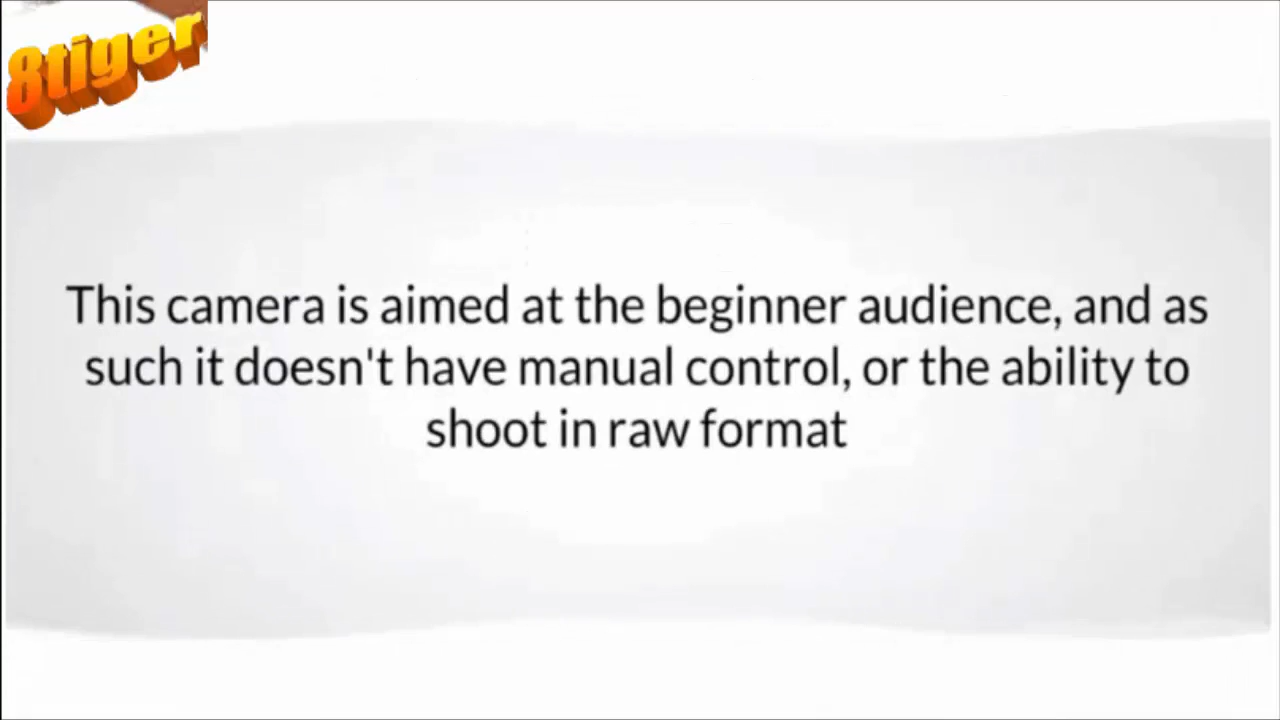 8tiger
This camera is aimed at the beginner audience, and as
such it doesn't have manual control, or the ability to
shoot in raw format